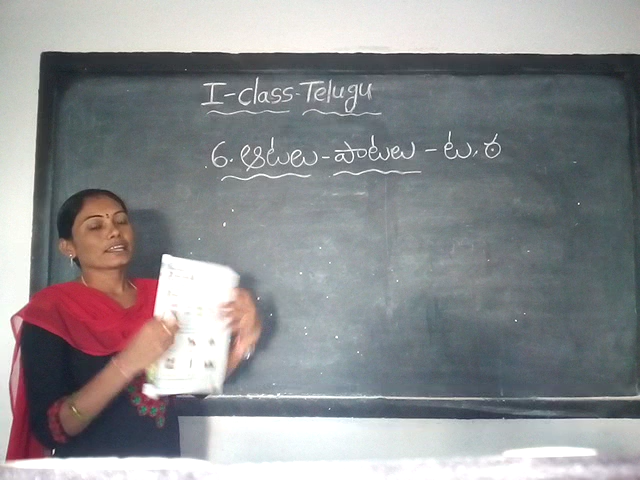 I-class-Telugu
6. ఆటలు-పాటలు - ట, ఠ